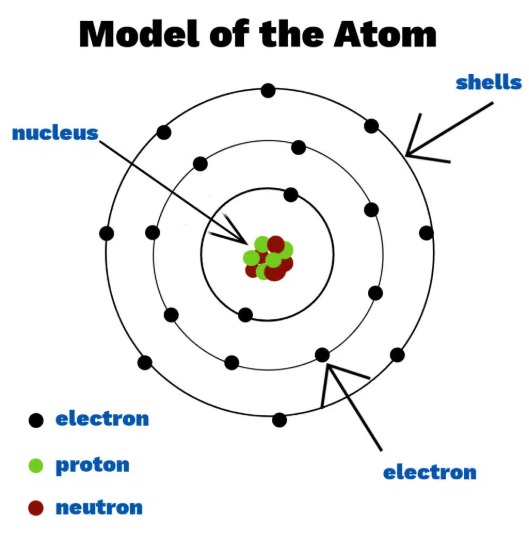 Model of the Atom
shells
nucleus
electron
proton
neutron
electron